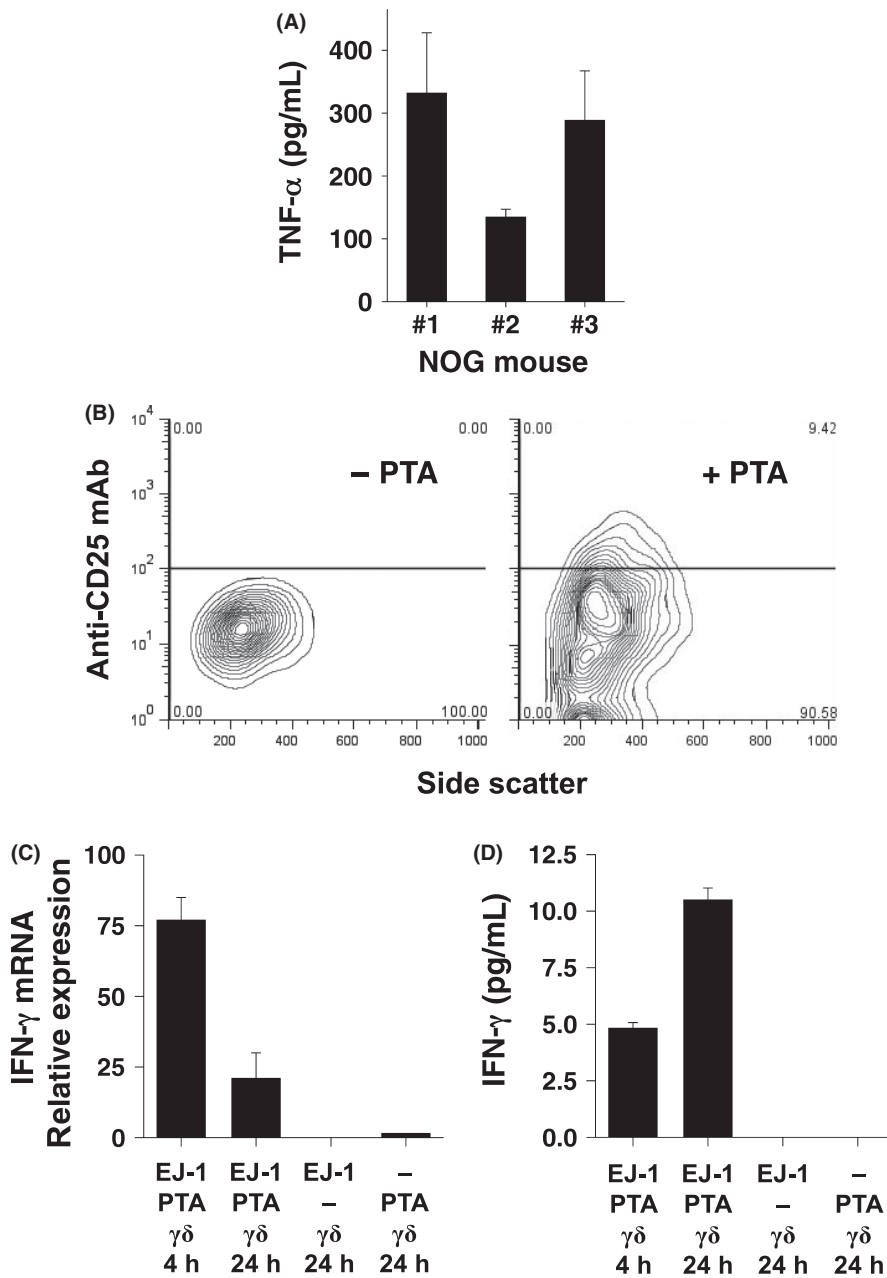 (A)
TNF-α (pg/mL)
400
300
200
100
0
#1 #2 #3
NOG mouse
(B)
Anti-CD25 mAb
10^4
10^3
10^2
10^1
10^0
0.00 0.00
– PTA
0.00 100.00
200 400 600 800 1000
0.00 9.42
+ PTA
0.00 90.58
200 400 600 800 1000
Side scatter
(C)
IFN-γ mRNA
Relative expression
100
75
50
25
0
EJ-1 EJ-1 EJ-1 –
PTA PTA – PTA
γδ γδ γδ γδ
4 h 24 h 24 h 24 h
(D)
IFN-γ (pg/mL)
12.5
10.0
7.5
5.0
2.5
0.0
EJ-1 EJ-1 EJ-1 –
PTA PTA – PTA
γδ γδ γδ γδ
4 h 24 h 24 h 24 h